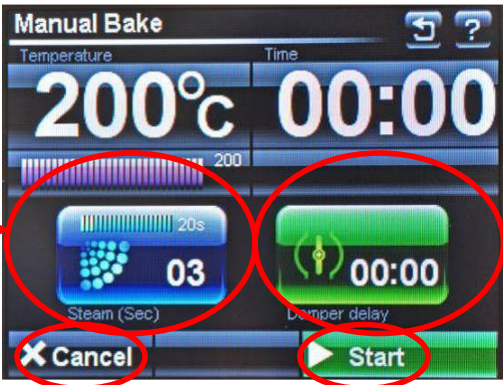 Manual Bake ?
Temperature Time
200°C 00:00
200
20s
03 00:00
Steam (Sec) Damper delay
Cancel Start